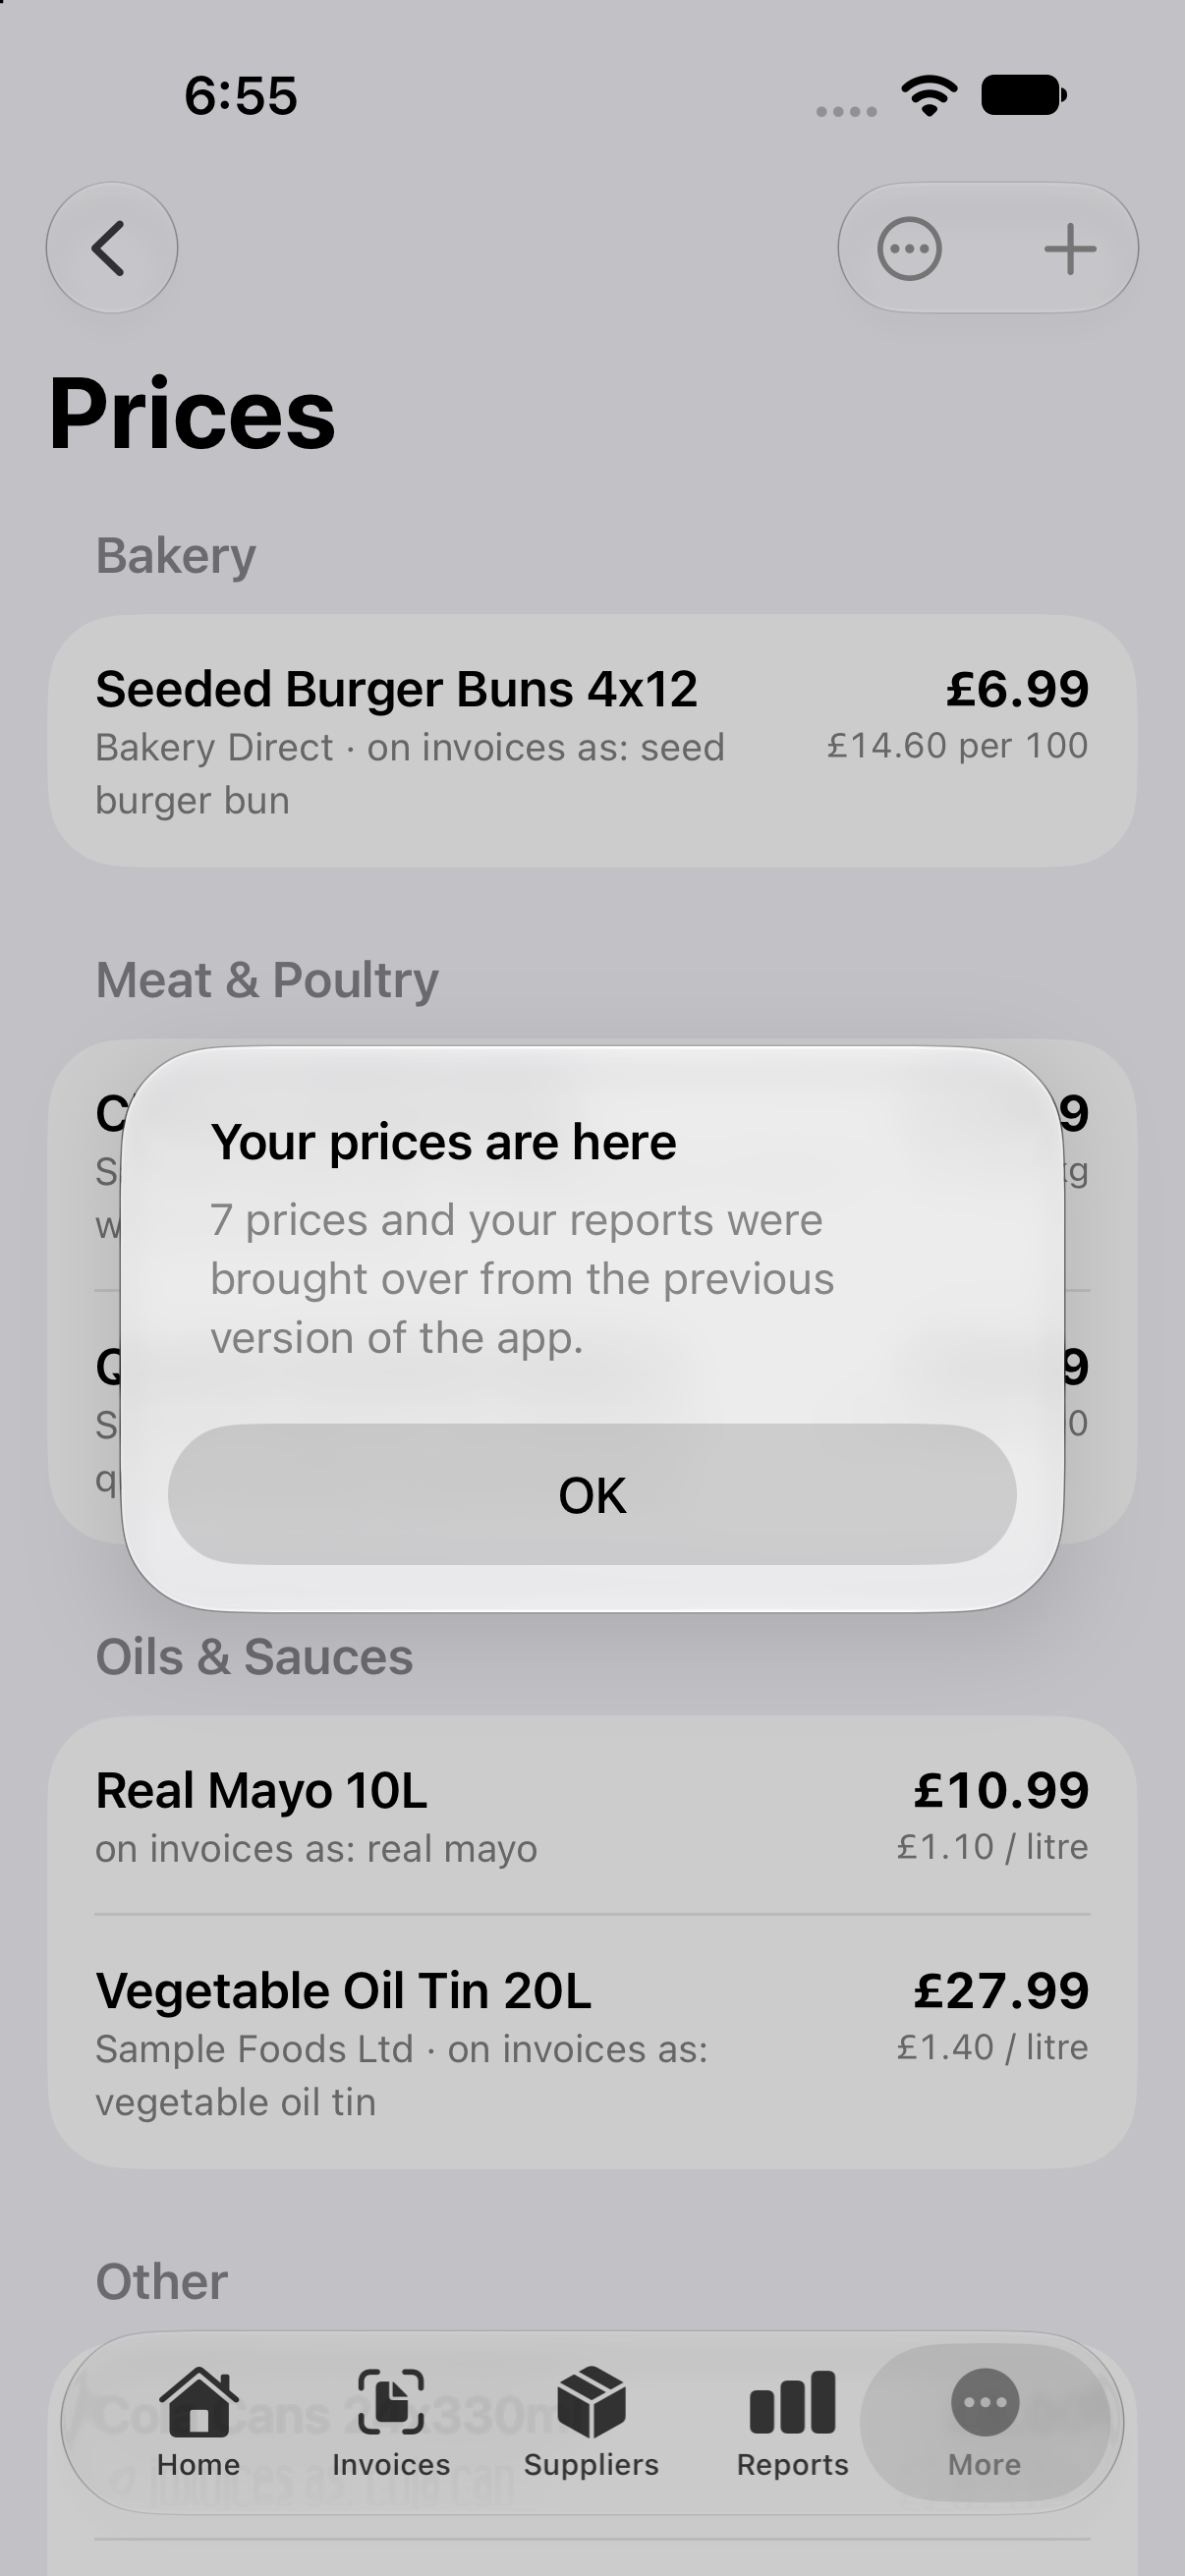 6:55
Prices
Bakery
Seeded Burger Buns 4x12 £6.99
Bakery Direct · on invoices as: seed £14.60 per 100
burger bun
Meat & Poultry
Your prices are here
7 prices and your reports were
brought over from the previous
version of the app.
OK
Oils & Sauces
Real Mayo 10L £10.99
on invoices as: real mayo £1.10 / litre
Vegetable Oil Tin 20L £27.99
Sample Foods Ltd · on invoices as: £1.40 / litre
vegetable oil tin
Other
Home Invoices Suppliers Reports More